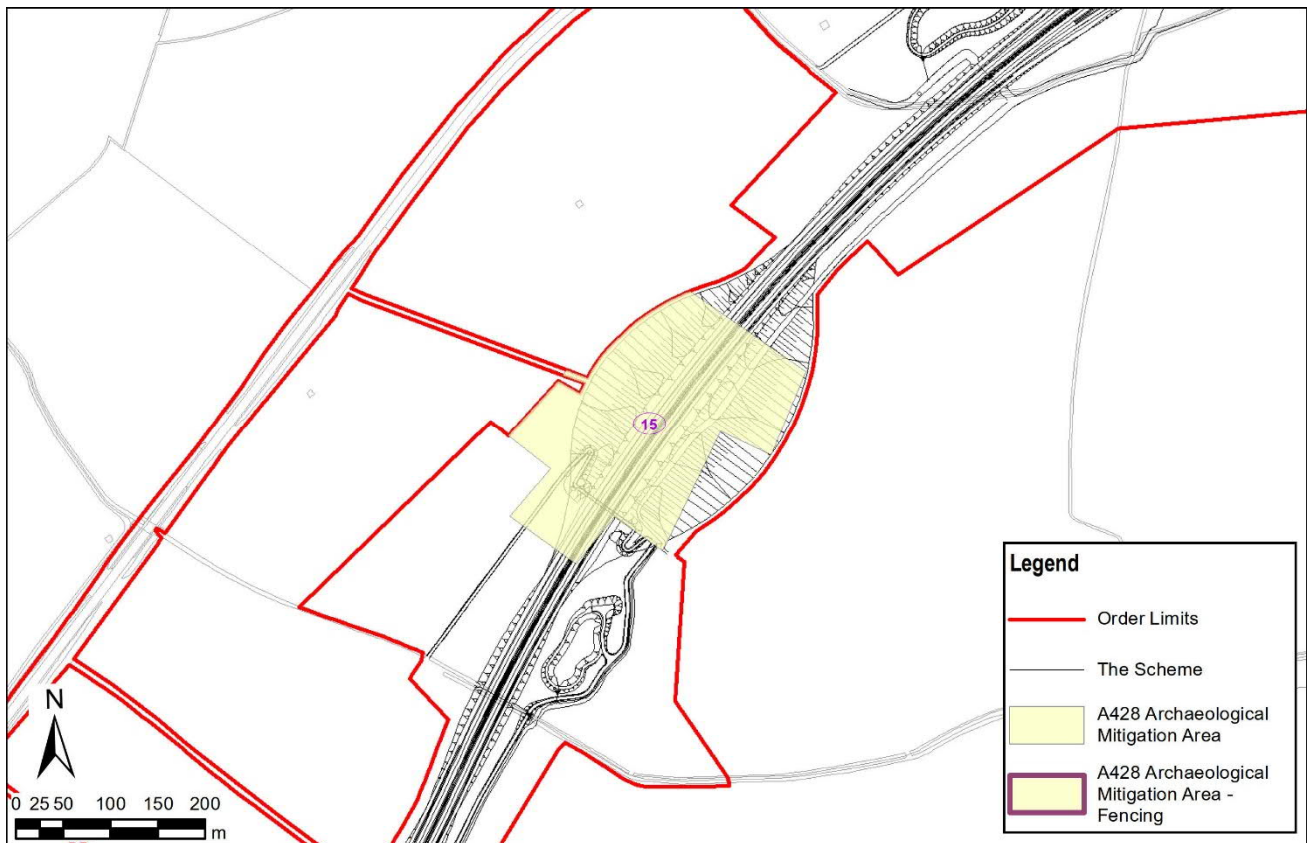 15
Legend
Order Limits
The Scheme
A428 Archaeological
Mitigation Area
A428 Archaeological
Mitigation Area -
Fencing
N
0 25 50 100 150 200
m